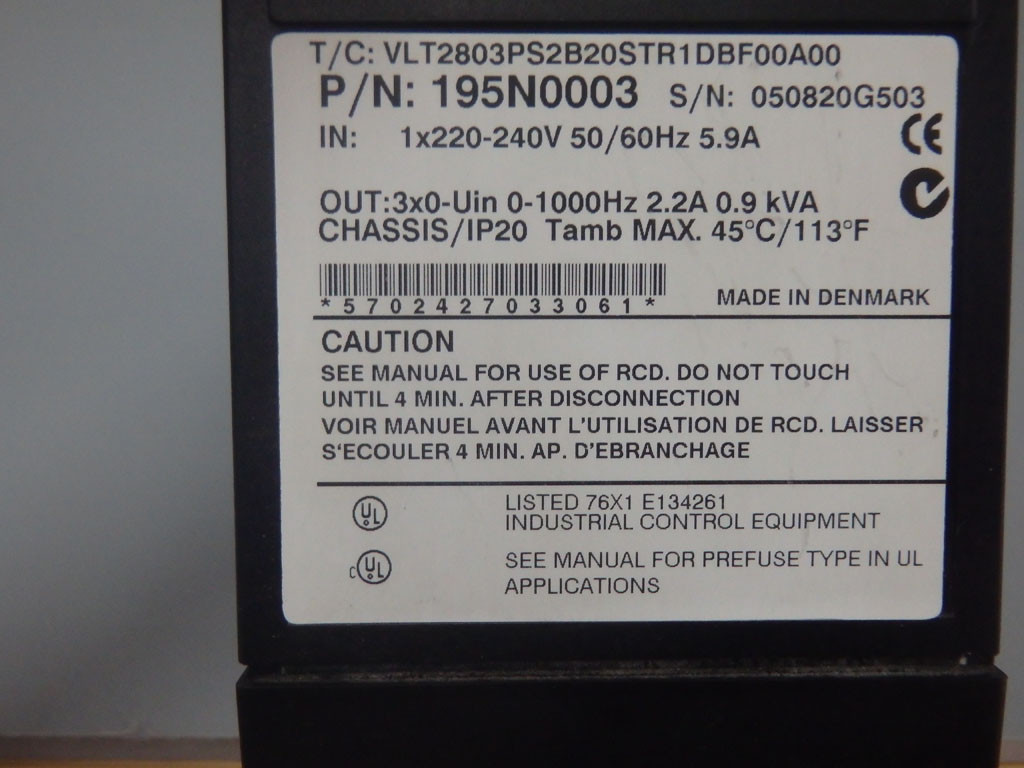 T/C: VLT2803PS2B20STR1DBF00A00
P/N: 195N0003 S/N: 050820G503
IN: 1x220-240V 50/60Hz 5.9A
CE
OUT:3x0-Uin 0-1000Hz 2.2A 0.9 kVA
CHASSIS/IP20 Tamb MAX. 45°C/113°F
*5702427033061*
MADE IN DENMARK
CAUTION
SEE MANUAL FOR USE OF RCD. DO NOT TOUCH
UNTIL 4 MIN. AFTER DISCONNECTION
VOIR MANUEL AVANT L'UTILISATION DE RCD. LAISSER
S'ECOULER 4 MIN. AP. D'EBRANCHAGE
UL
LISTED 76X1 E134261
INDUSTRIAL CONTROL EQUIPMENT
C UL
SEE MANUAL FOR PREFUSE TYPE IN UL
APPLICATIONS